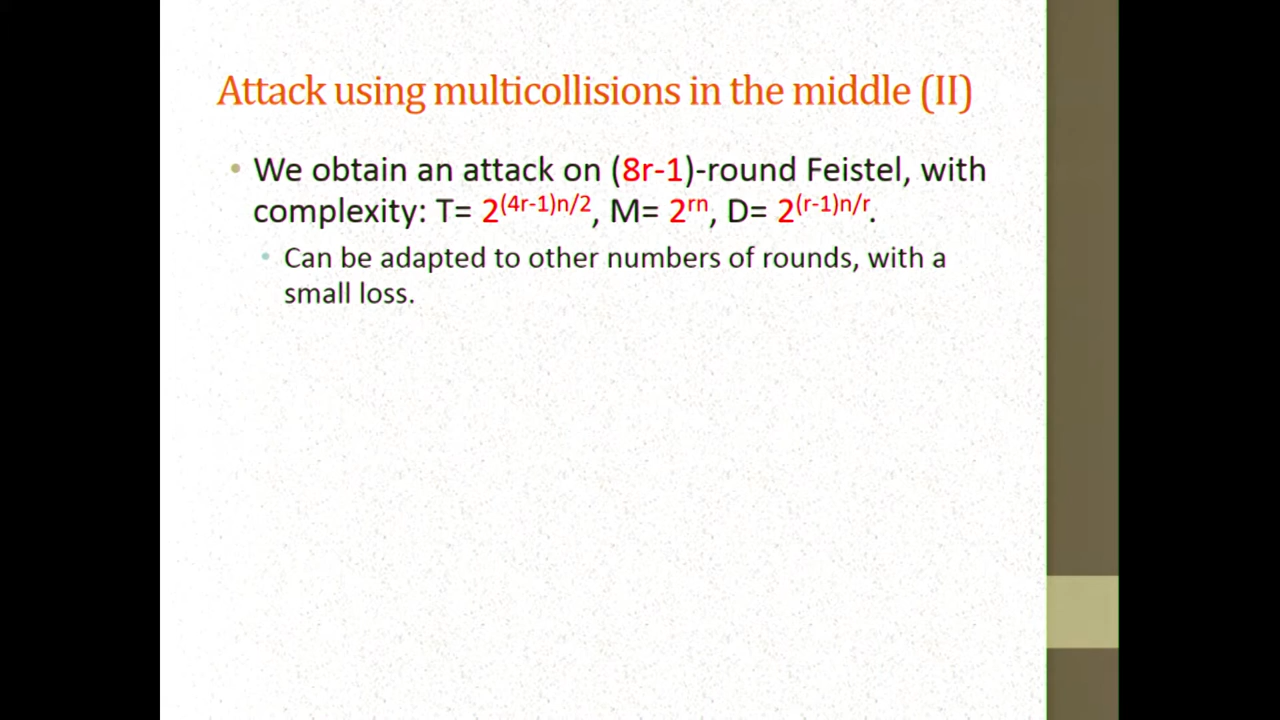 Attack using multicollisions in the middle (II)
• We obtain an attack on (8r-1)-round Feistel, with
complexity: T= 2^(4r-1)n/2, M= 2^rn, D= 2^(r-1)n/r.
• Can be adapted to other numbers of rounds, with a
small loss.